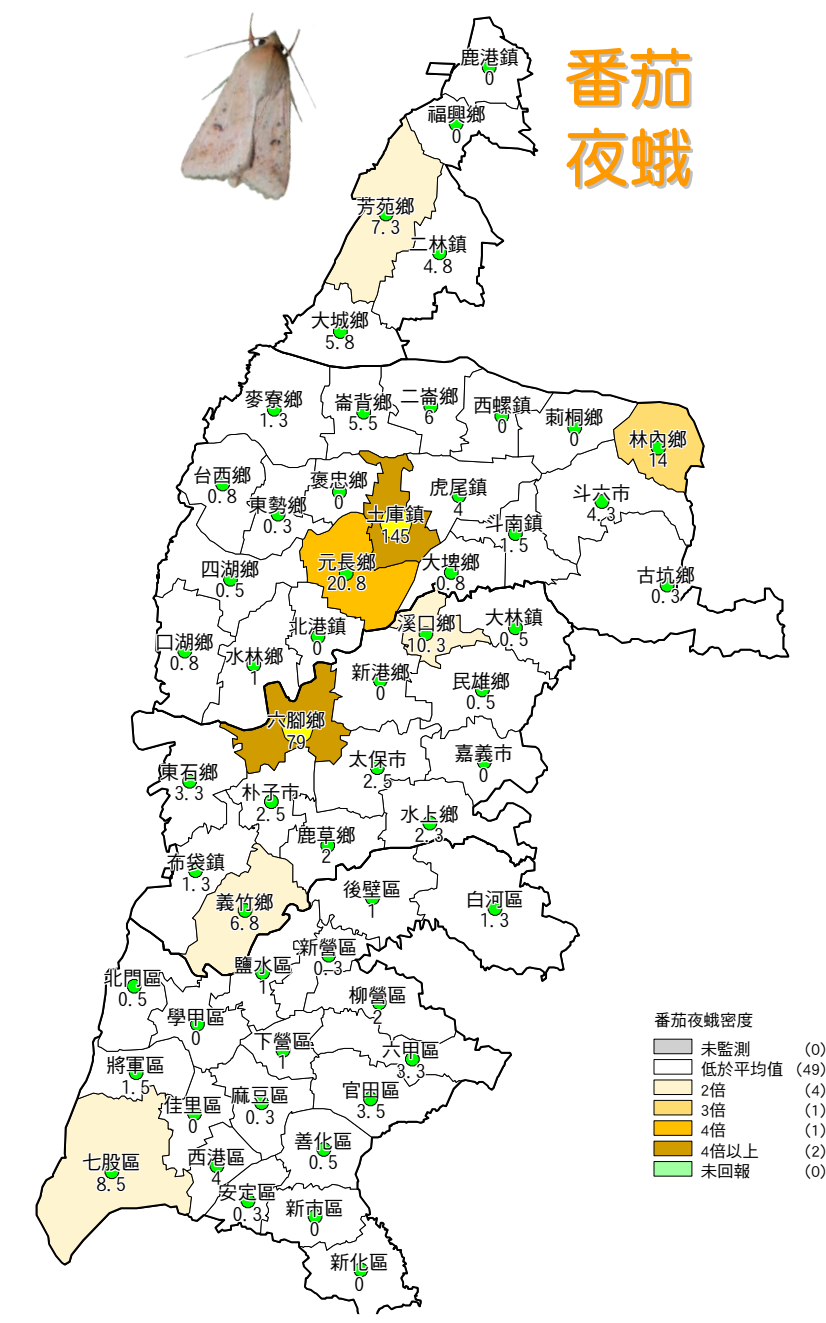 番茄
夜蛾
鹿港鎮
0
福興鄉
0
芳苑鄉
7.3
二林鎮
4.8
大城鄉
5.8
麥寮鄉
1.3
崙背鄉
5.5
二崙鄉
6
西螺鎮
0
莿桐鄉
0
林內鄉
14
台西鄉
0.8
東勢鄉
0.3
褒忠鄉
0
土庫鎮
145
虎尾鎮
4
斗南鎮
1.5
斗六市
4.3
四湖鄉
0.5
元長鄉
20.8
大埤鄉
0.8
古坑鄉
0.3
口湖鄉
0.8
水林鄉
1
北港鎮
0
溪口鄉
10.3
大林鎮
0.5
新港鄉
0
民雄鄉
0.5
六腳鄉
79
太保市
2.5
嘉義市
0
東石鄉
3.3
朴子市
2.5
鹿草鄉
2
水上鄉
2.3
布袋鎮
1.3
義竹鄉
6.8
後壁區
1
白河區
1.3
新營區
0.3
鹽水區
1
北門區
0.5
柳營區
2
學甲區
0
下營區
1
六甲區
3.3
將軍區
1.5
佳里區
0
麻豆區
0.3
官田區
3.5
七股區
8.5
西港區
4
善化區
0.5
安定區
0.3
新市區
0
新化區
0
番茄夜蛾密度
未監測 (0)
低於平均值 (49)
2倍 (4)
3倍 (1)
4倍 (1)
4倍以上 (2)
未回報 (0)